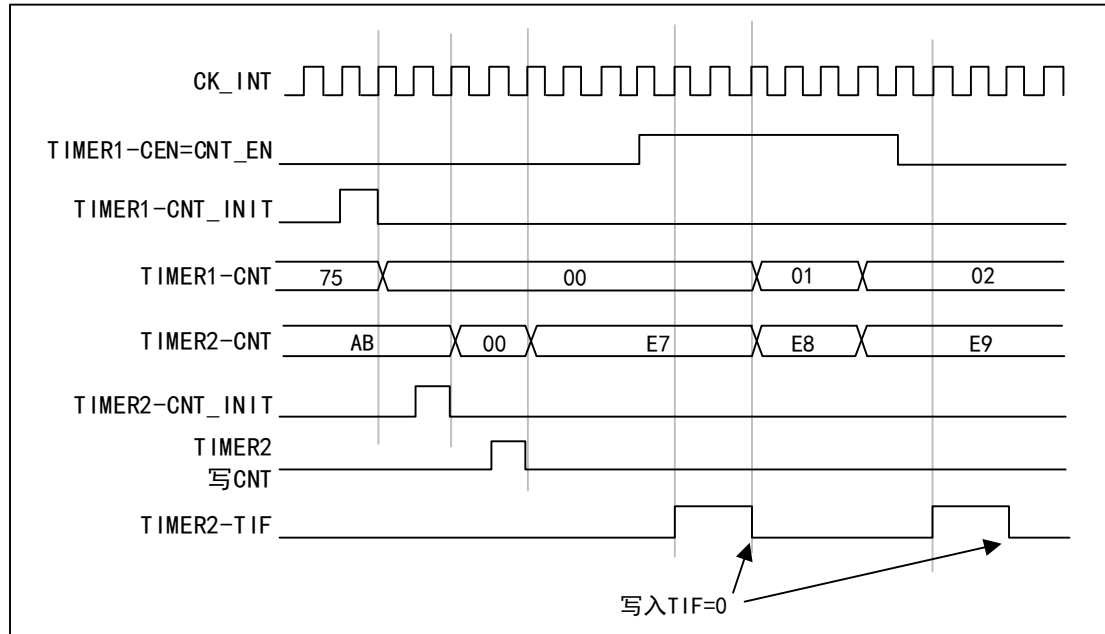 CK_INT
TIMER1-CEN=CNT_EN
TIMER1-CNT_INIT
TIMER1-CNT 75 00 01 02
TIMER2-CNT AB 00 E7 E8 E9
TIMER2-CNT_INIT
TIMER2
写CNT
TIMER2-TIF
写入TIF=0